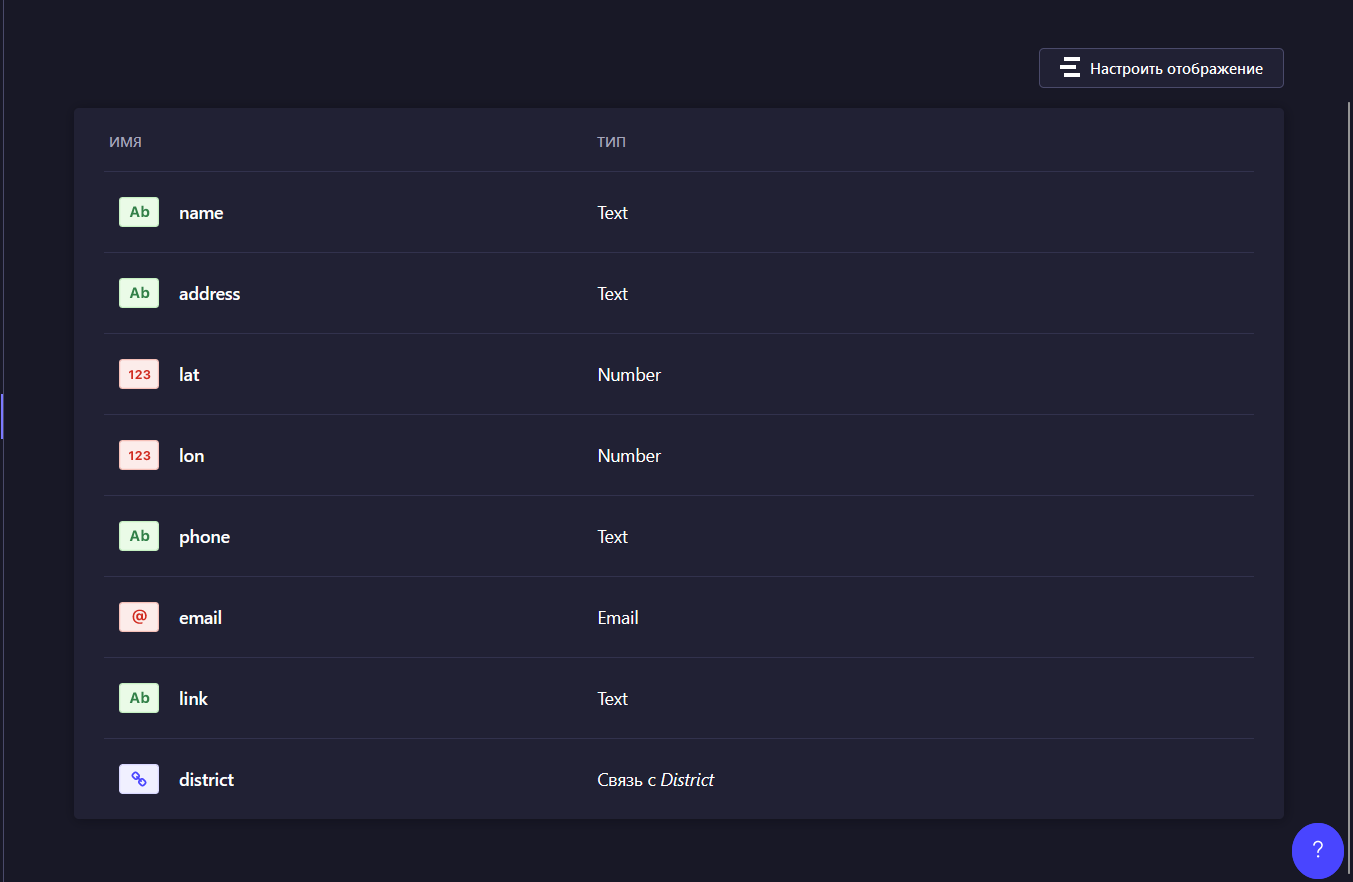 Настроить отображение
ИМЯ ТИП
Ab name Text
Ab address Text
123 lat Number
123 lon Number
Ab phone Text
@ email Email
Ab link Text
district Связь с District
?